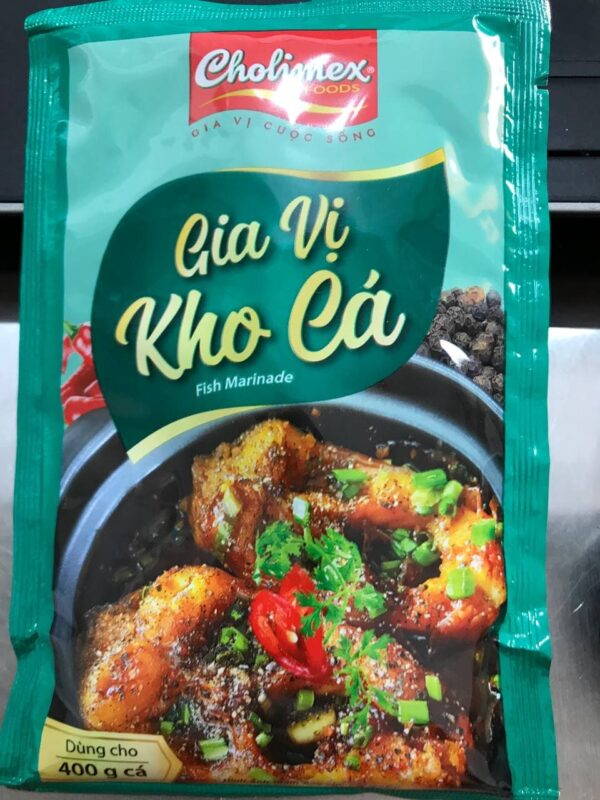 Cholimex®
FOODS
GIA VỊ CUỘC SỐNG
Gia Vị
Kho Cá
Fish Marinade
Dùng cho
400 g cá